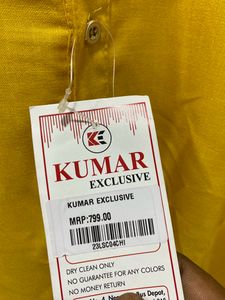 KUMAR
EXCLUSIVE
KUMAR EXCLUSIVE
MRP:799.00
23LSC04CHI
DRY CLEAN ONLY
NO GUARANTEE FOR ANY COLORS
NO MONEY RETURN
Depot,